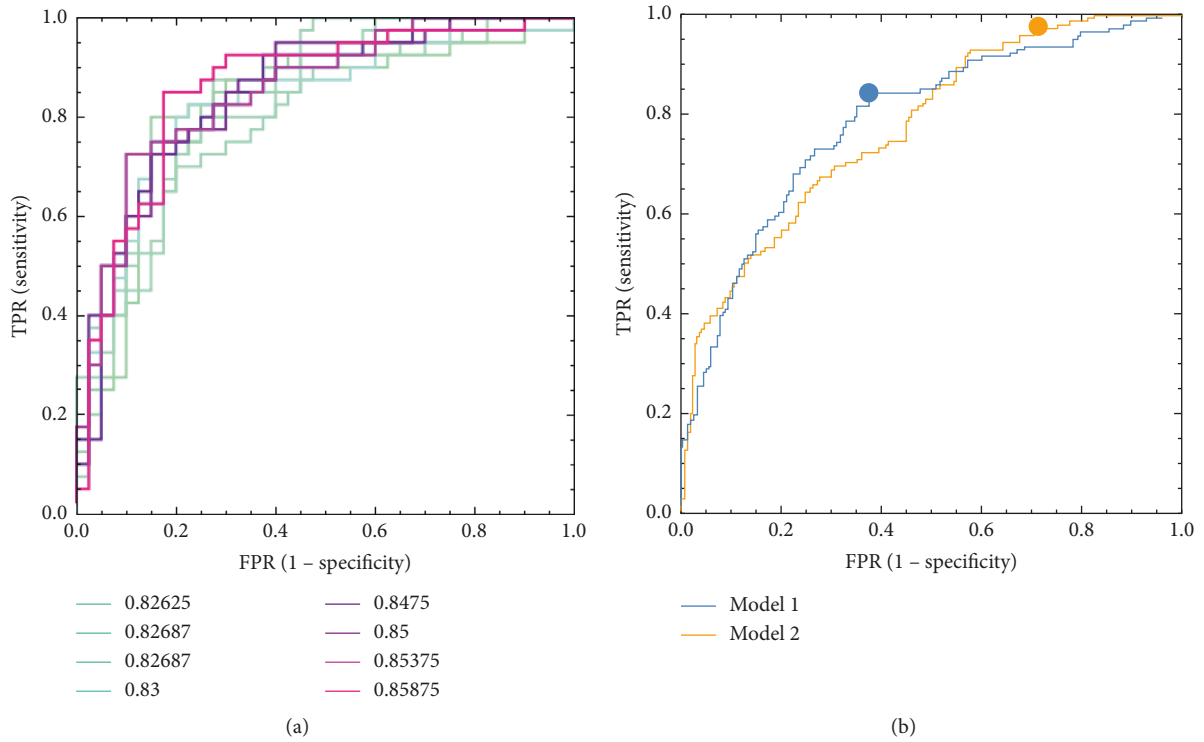 1.0
0.8
0.6
0.4
0.2
0.0
TPR (sensitivity)
0.0 0.2 0.4 0.6 0.8 1.0
FPR (1 – specificity)
0.82625
0.82687
0.82687
0.83
0.8475
0.85
0.85375
0.85875
(a)
1.0
0.8
0.6
0.4
0.2
0.0
TPR (sensitivity)
0.0 0.2 0.4 0.6 0.8 1.0
FPR (1 – specificity)
Model 1
Model 2
(b)